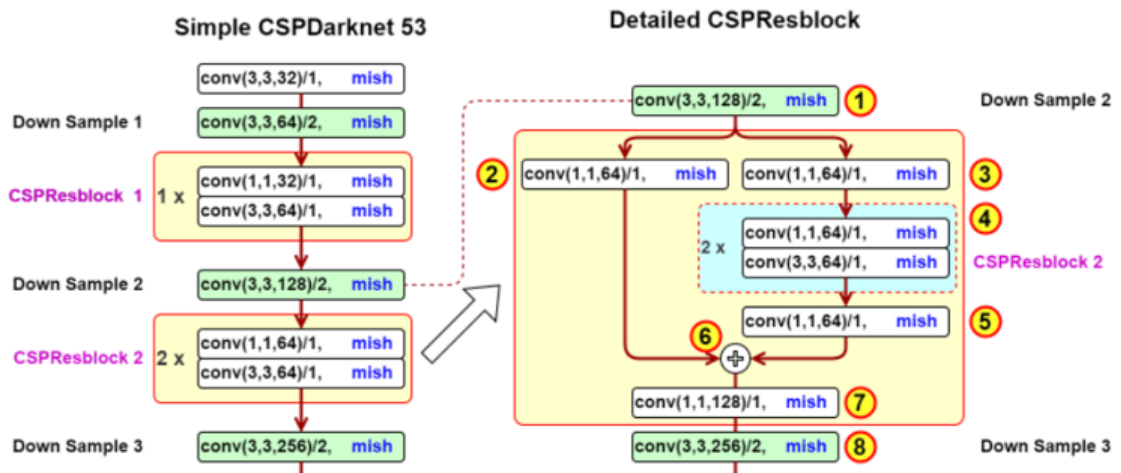 Simple CSPDarknet 53
conv(3,3,32)/1, mish
Down Sample 1
conv(3,3,64)/2, mish
CSPResblock 1
1 x
conv(1,1,32)/1, mish
conv(3,3,64)/1, mish
Down Sample 2
conv(3,3,128)/2, mish
CSPResblock 2
2 x
conv(1,1,64)/1, mish
conv(3,3,64)/1, mish
Down Sample 3
conv(3,3,256)/2, mish
Detailed CSPResblock
conv(3,3,128)/2, mish
1
Down Sample 2
2
conv(1,1,64)/1, mish
conv(1,1,64)/1, mish
3
4
2 x
conv(1,1,64)/1, mish
conv(3,3,64)/1, mish
CSPResblock 2
conv(1,1,64)/1, mish
5
6
+
conv(1,1,128)/1, mish
7
conv(3,3,256)/2, mish
8
Down Sample 3